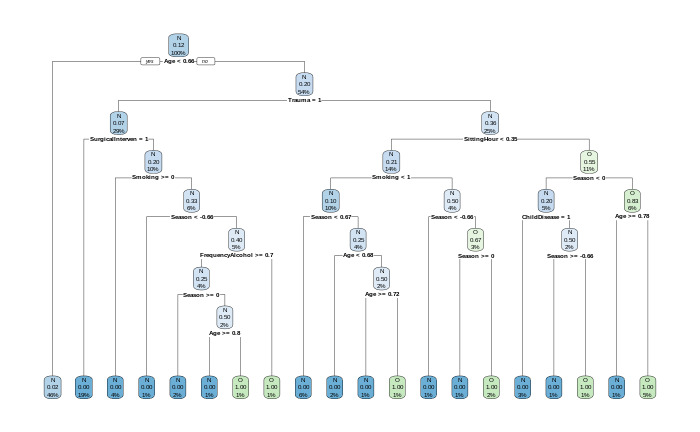 N
0.12
100%
yes Age < 0.66 no
N
0.20
54%
Trauma = 1
N
0.07
29%
N
0.36
25%
SurgicalInterven = 1
SittingHour < 0.35
N
0.20
10%
N
0.21
14%
O
0.55
11%
Smoking >= 0
Smoking < 1
Season < 0
N
0.33
6%
N
0.10
10%
N
0.50
4%
N
0.20
5%
O
0.83
6%
Season < -0.66
Season < 0.67
Season < -0.66
ChildDisease = 1
Age >= 0.78
N
0.40
5%
N
0.25
4%
O
0.67
3%
N
0.50
2%
FrequencyAlcohol >= 0.7
Age < 0.68
Season >= 0
Season >= -0.66
N
0.25
4%
N
0.50
2%
Season >= 0
Age >= 0.72
N
0.50
2%
Age >= 0.8
N
0.02
46%
N
0.00
19%
N
0.00
4%
N
0.00
1%
N
0.00
2%
N
0.00
1%
O
1.00
1%
O
1.00
1%
N
0.00
6%
N
0.00
2%
N
0.00
1%
O
1.00
1%
N
0.00
1%
N
0.00
1%
O
1.00
2%
N
0.00
3%
N
0.00
1%
O
1.00
1%
N
0.00
1%
O
1.00
5%